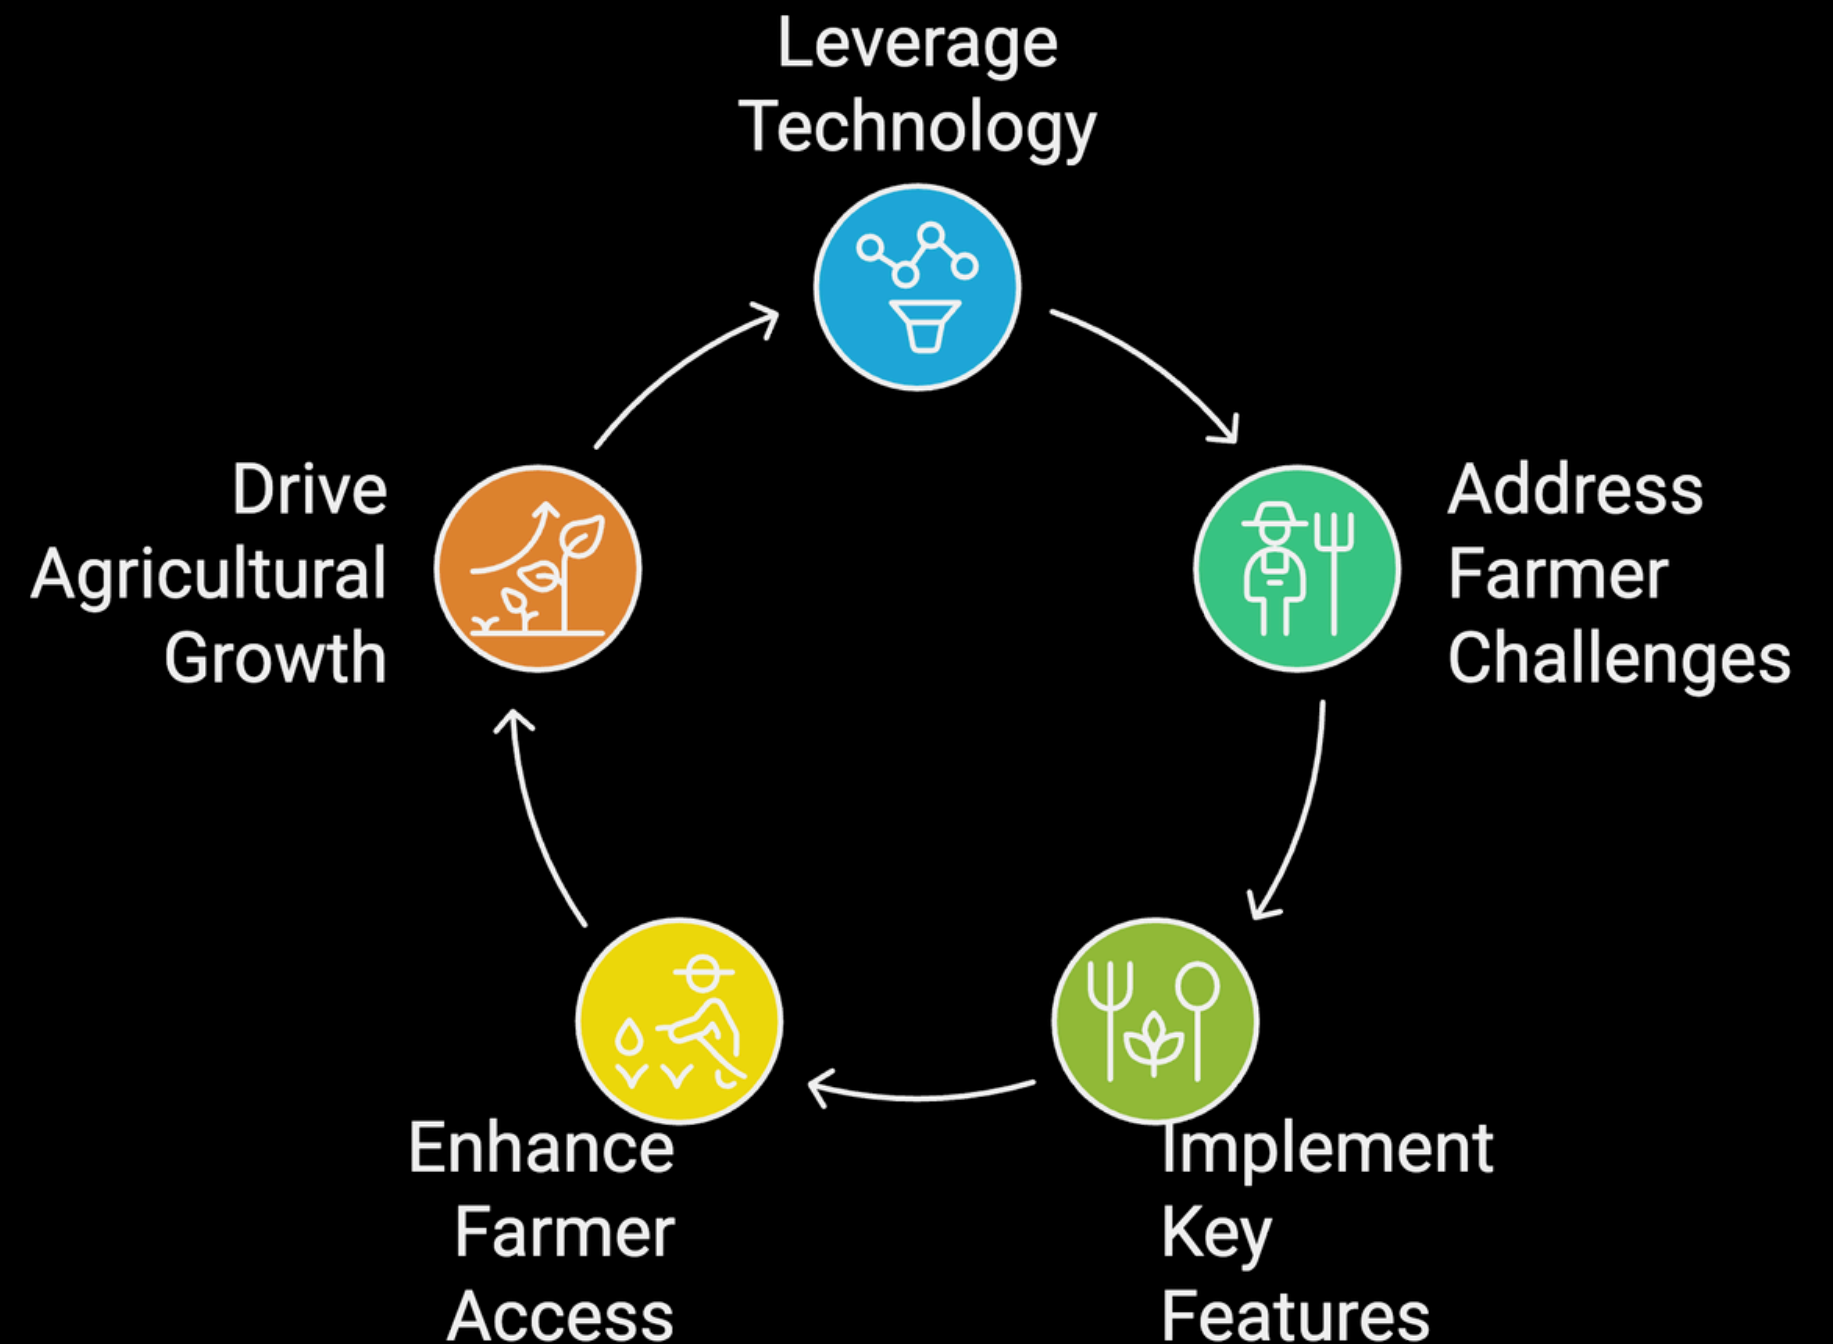 Leverage
Technology
Address
Farmer
Challenges
Implement
Key
Features
Enhance
Farmer
Access
Drive
Agricultural
Growth